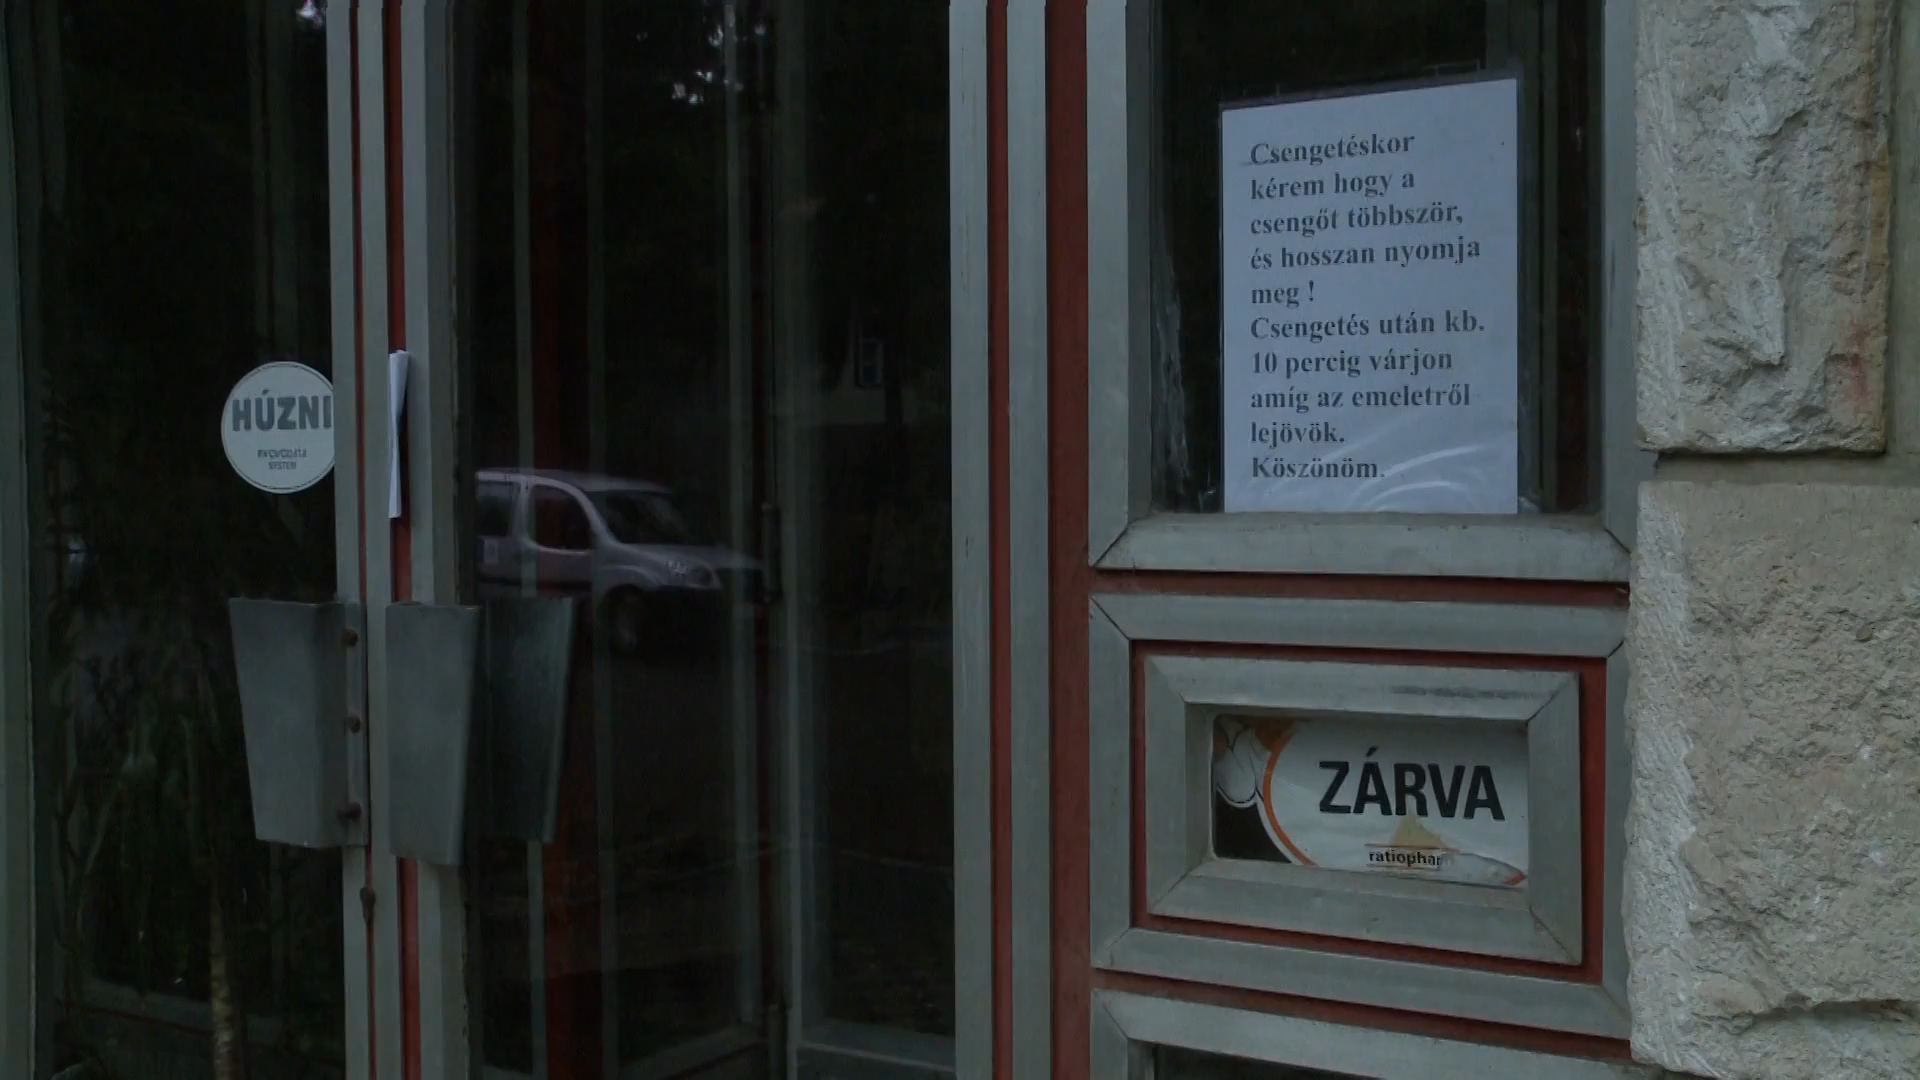 HÚZNI
SYSTEM
Csengetéskor
kérem hogy a
csengőt többször,
és hosszan nyomja
meg !
Csengetés után kb.
10 percig várjon
amíg az emeletről
lejövök.
Köszönöm.
ZÁRVA
ratiophar